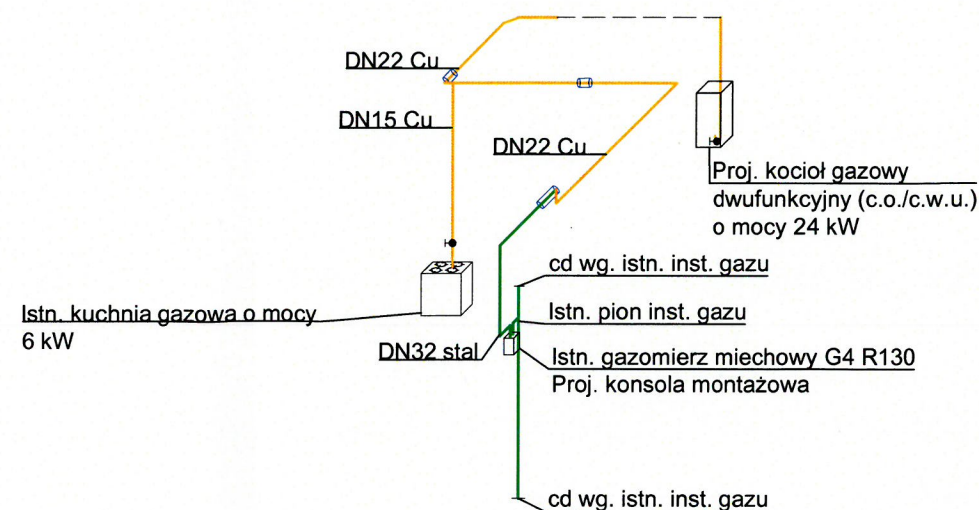 DN22 Cu
DN15 Cu
DN22 Cu
Proj. kocioł gazowy
dwufunkcyjny (c.o./c.w.u.)
o mocy 24 kW
cd wg. istn. inst. gazu
Istn. kuchnia gazowa o mocy
6 kW
Istn. pion inst. gazu
DN32 stal
Istn. gazomierz miechowy G4 R130
Proj. konsola montażowa
cd wg. istn. inst. gazu